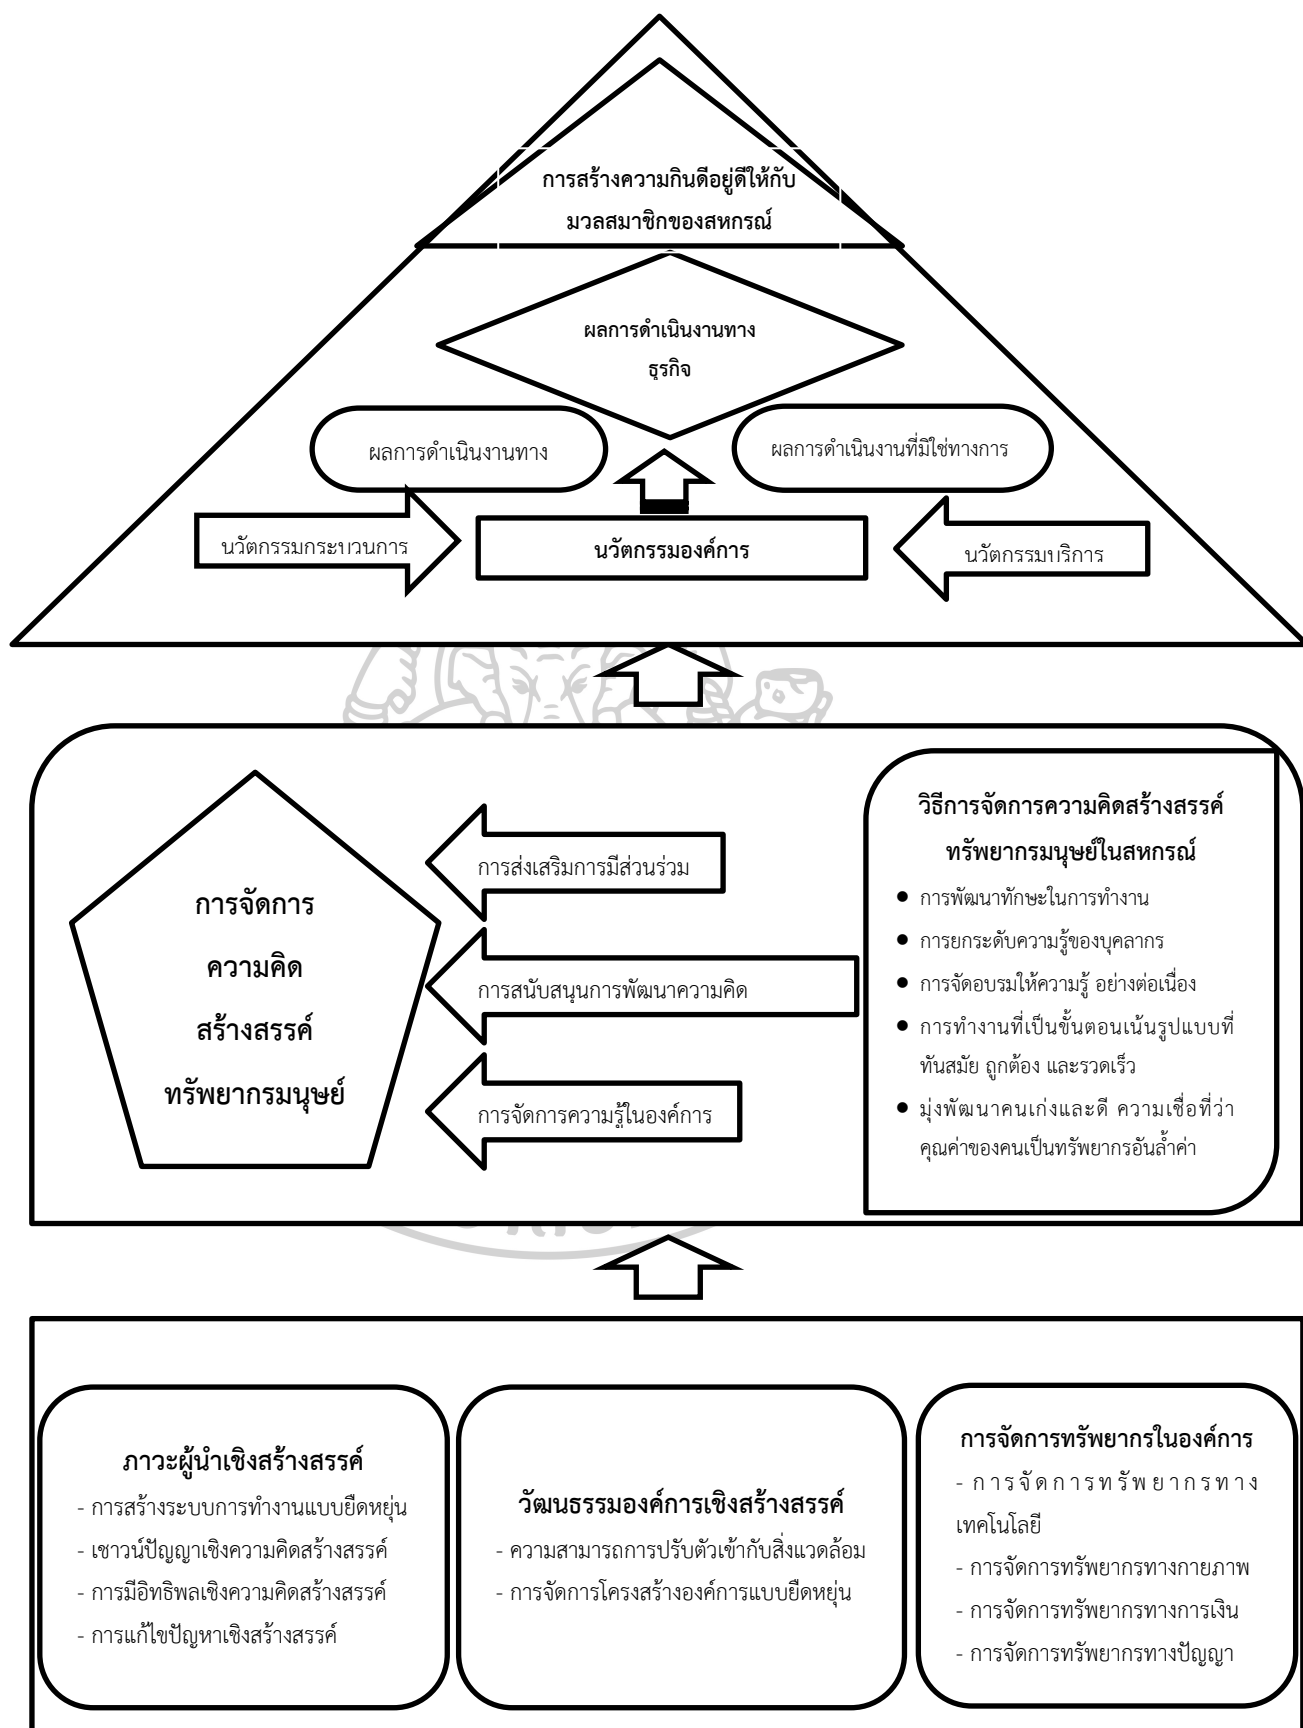 การสร้างความกินดีอยู่ดีให้กับ
มวลสมาชิกของสหกรณ์
ผลการดำเนินงานทาง
ธุรกิจ
ผลการดำเนินงานทาง
ผลการดำเนินงานที่มิใช่ทางการ
นวัตกรรมกระบวนการ
นวัตกรรมองค์การ
นวัตกรรมบริการ
การจัดการ
ความคิด
สร้างสรรค์
ทรัพยากรมนุษย์
การส่งเสริมการมีส่วนร่วม
การสนับสนุนการพัฒนาความคิด
การจัดการความรู้ในองค์การ
วิธีการจัดการความคิดสร้างสรรค์
ทรัพยากรมนุษย์ในสหกรณ์
● การพัฒนาทักษะในการทำงาน
● การยกระดับความรู้ของบุคลากร
● การจัดอบรมให้ความรู้ อย่างต่อเนื่อง
● การทำงานที่เป็นขั้นตอนเน้นรูปแบบที่
ทันสมัย ถูกต้อง และรวดเร็ว
● มุ่งพัฒนาคนเก่งและดี ความเชื่อที่ว่า
คุณค่าของคนเป็นทรัพยากรอันล้ำค่า
ภาวะผู้นำเชิงสร้างสรรค์
- การสร้างระบบการทำงานแบบยืดหยุ่น
- เชาวน์ปัญญาเชิงความคิดสร้างสรรค์
- การมีอิทธิพลเชิงความคิดสร้างสรรค์
- การแก้ไขปัญหาเชิงสร้างสรรค์
วัฒนธรรมองค์การเชิงสร้างสรรค์
- ความสามารถการปรับตัวเข้ากับสิ่งแวดล้อม
- การจัดการโครงสร้างองค์การแบบยืดหยุ่น
การจัดการทรัพยากรในองค์การ
- การจัดการทรัพยากรทาง
เทคโนโลยี
- การจัดการทรัพยากรทางกายภาพ
- การจัดการทรัพยากรทางการเงิน
- การจัดการทรัพยากรทางปัญญา